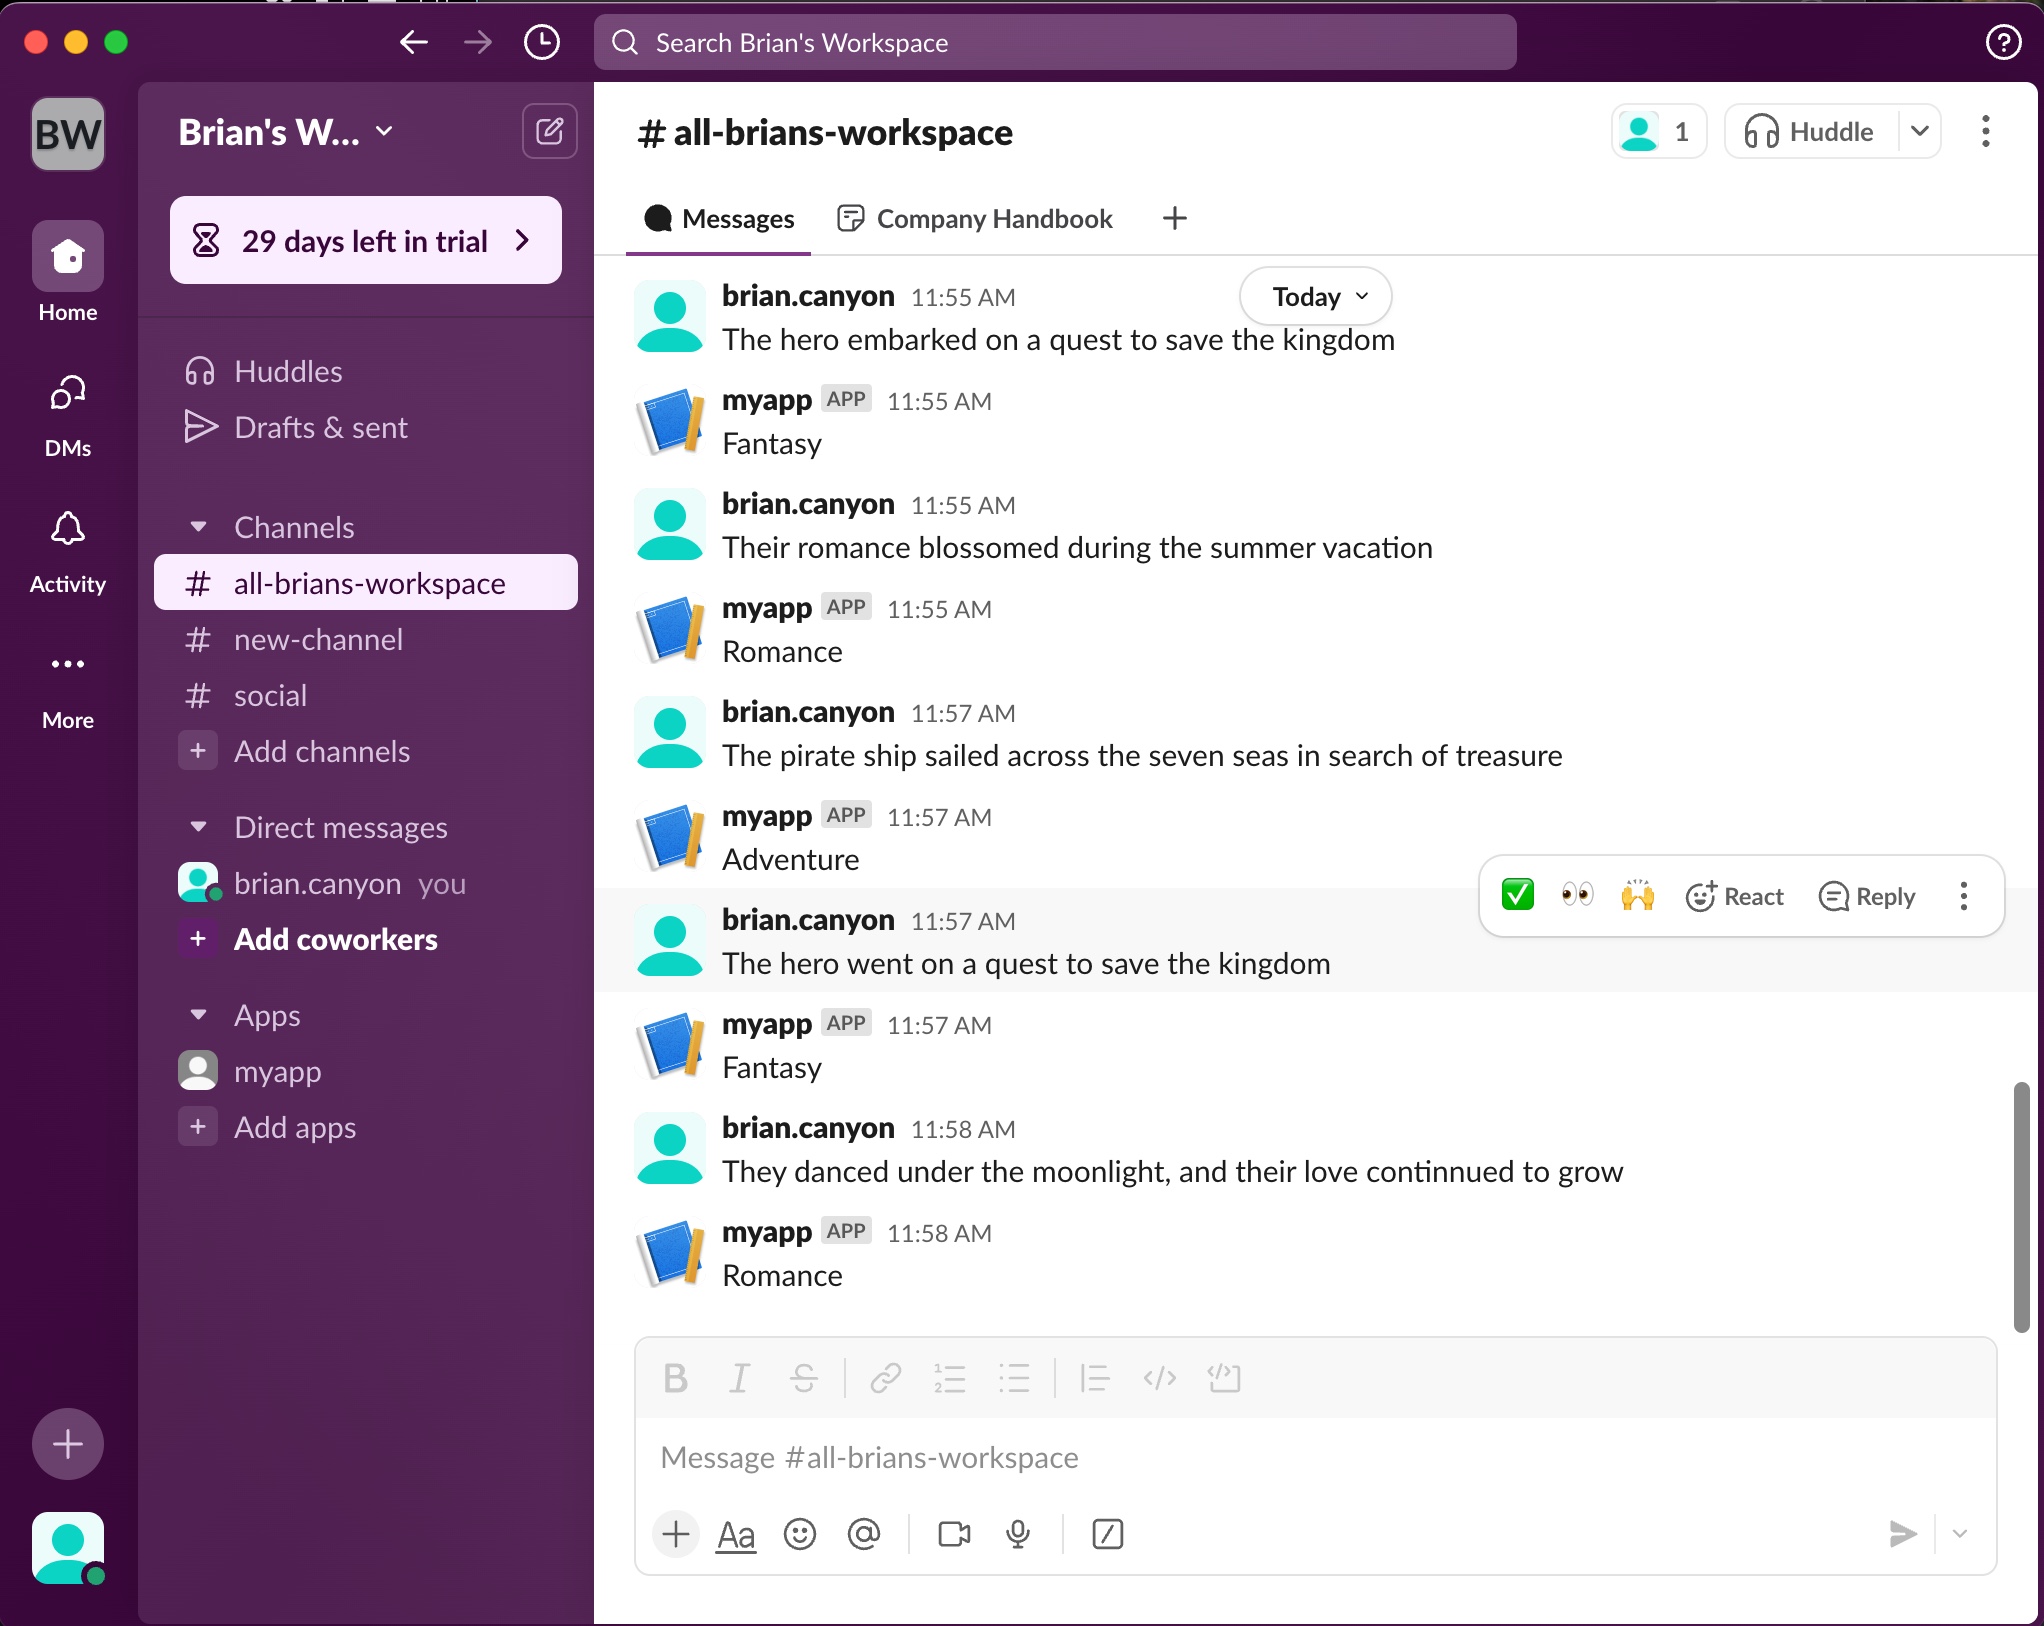 Search Brian's Workspace
BW
Brian's W...
29 days left in trial
Home
DMs
Activity
More
Huddles
Drafts & sent
Channels
# all-brians-workspace
# new-channel
# social
+ Add channels
Direct messages
brian.canyon you
+ Add coworkers
Apps
myapp
+ Add apps
# all-brians-workspace
1
Huddle
Messages
Company Handbook
Today
brian.canyon 11:55 AM
The hero embarked on a quest to save the kingdom
myapp APP 11:55 AM
Fantasy
brian.canyon 11:55 AM
Their romance blossomed during the summer vacation
myapp APP 11:55 AM
Romance
brian.canyon 11:57 AM
The pirate ship sailed across the seven seas in search of treasure
myapp APP 11:57 AM
Adventure
React Reply
brian.canyon 11:57 AM
The hero went on a quest to save the kingdom
myapp APP 11:57 AM
Fantasy
brian.canyon 11:58 AM
They danced under the moonlight, and their love continnued to grow
myapp APP 11:58 AM
Romance
Message #all-brians-workspace
Aa